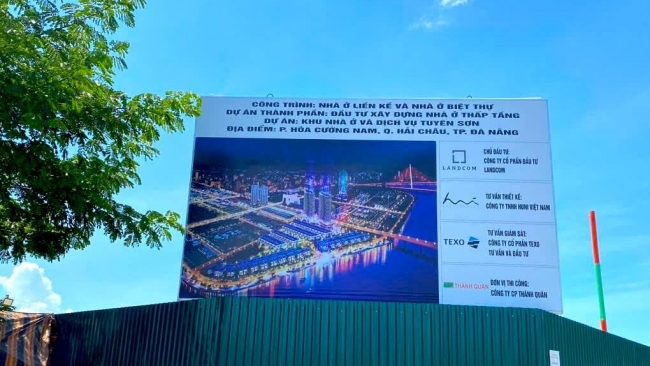 CÔNG TRÌNH: NHÀ Ở LIỀN KỀ VÀ NHÀ Ở BIỆT THỰ
DỰ ÁN THÀNH PHẦN: ĐẦU TƯ XÂY DỰNG NHÀ Ở THẤP TẦNG
DỰ ÁN: KHU NHÀ Ở VÀ DỊCH VỤ TUYÊN SƠN
ĐỊA ĐIỂM: P. HÒA CƯỜNG NAM, Q. HẢI CHÂU, TP. ĐÀ NẴNG
LANDCOM
CHỦ ĐẦU TƯ:
CÔNG TY CỔ PHẦN ĐẦU TƯ
LANDCOM
TƯ VẤN THIẾT KẾ:
CÔNG TY TNHH HUNI VIỆT NAM
TEXO
TƯ VẤN GIÁM SÁT:
CÔNG TY CỔ PHẦN TEXO
TƯ VẤN VÀ ĐẦU TƯ
THÀNH QUÂN
ĐƠN VỊ THI CÔNG:
CÔNG TY CP THÀNH QUÂN